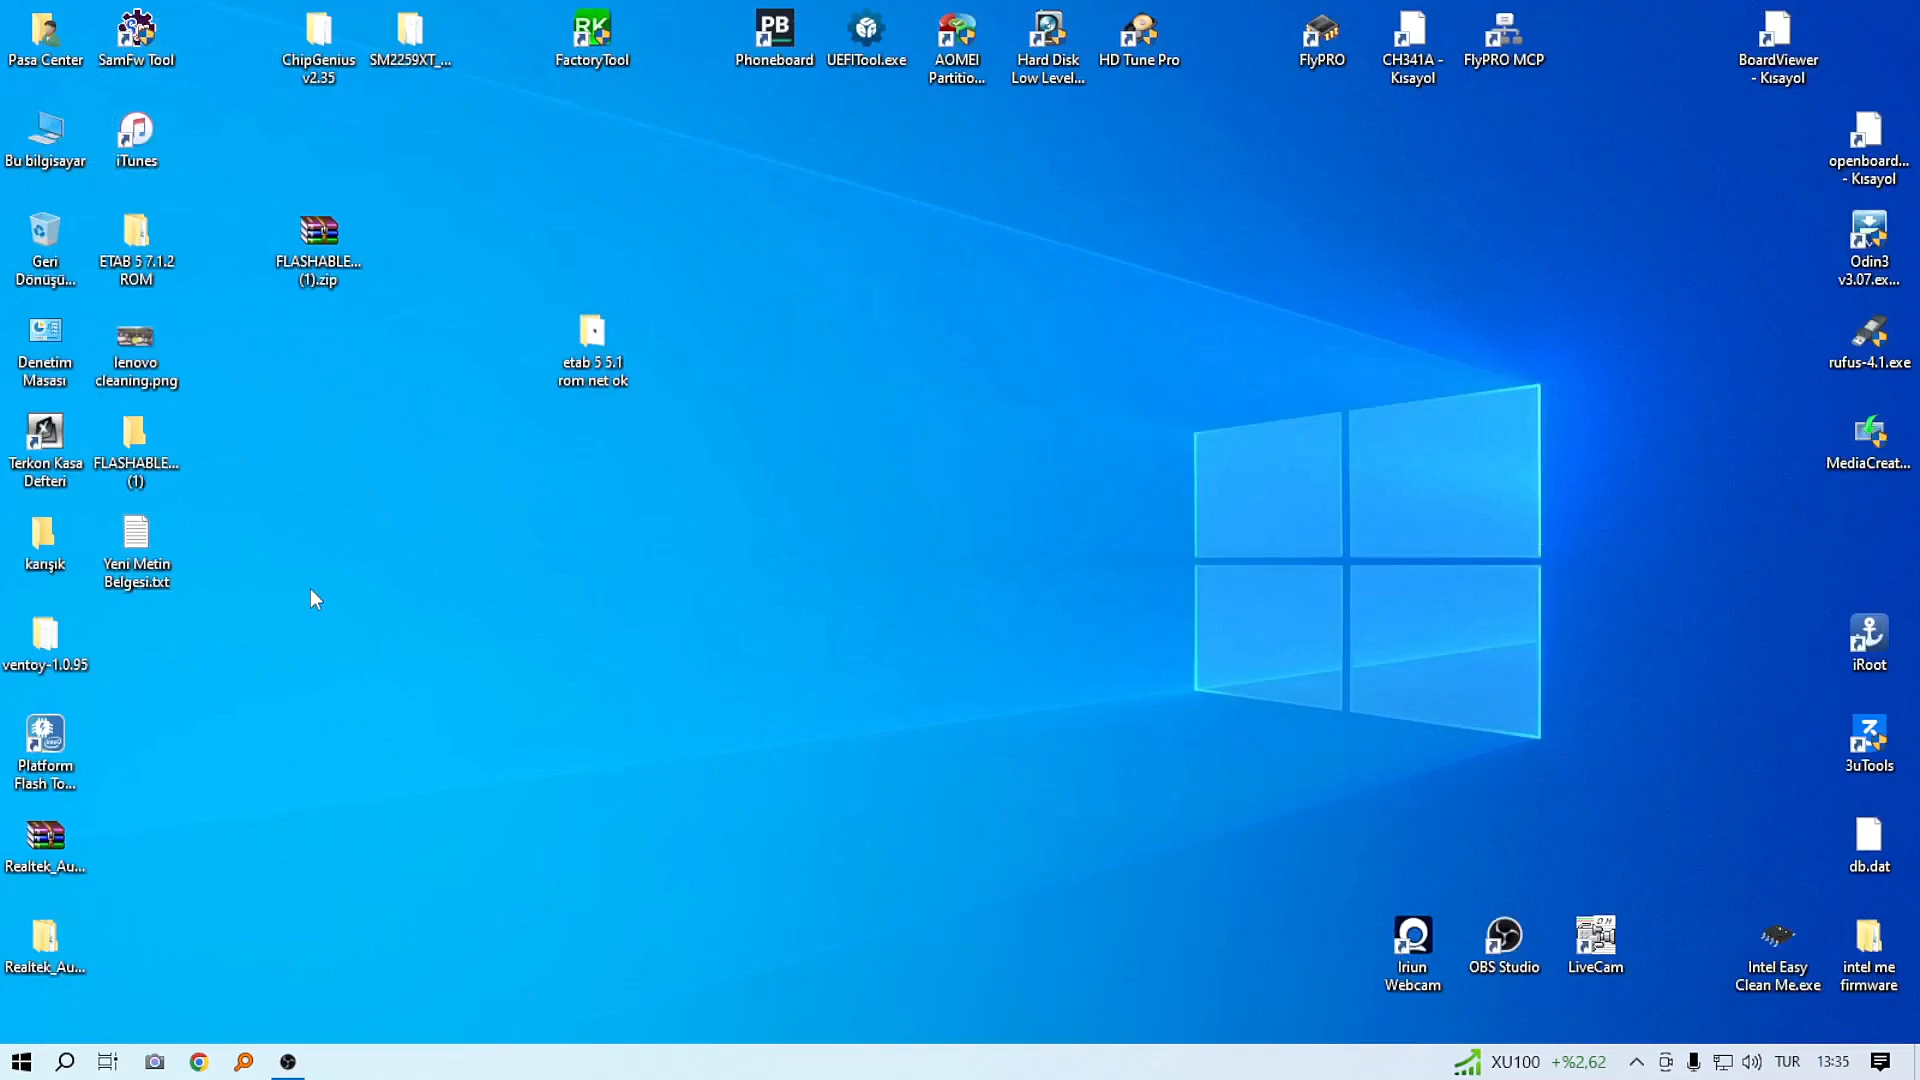 Pasa Center
SamFw Tool
ChipGenius
v2.35
SM2259XT_...
RK
FactoryTool
PB
Phoneboard
UEFITool.exe
AOMEI
Partitio...
Hard Disk
Low Level...
HD Tune Pro
FlyPRO
CH341A -
Kısayol
FlyPRO MCP
BoardViewer
- Kısayol
Bu bilgisayar
iTunes
openboard...
- Kısayol
Geri
Dönüşü...
ETAB 5 7.1.2
ROM
FLASHABLE...
(1).zip
Odin3
v3.07.ex...
Denetim
Masası
lenovo
cleaning.png
etab 5 5.1
rom net ok
rufus-4.1.exe
Terkon Kasa
Defteri
FLASHABLE...
(1)
MediaCreat...
karışık
Yeni Metin
Belgesi.txt
ventoy-1.0.95
iRoot
Platform
Flash To...
3uTools
Realtek_Au...
db.dat
Realtek_Au...
Iriun
Webcam
OBS Studio
LiveCam
Intel Easy
Clean Me.exe
intel me
firmware
XU100 +%2,62
TUR
13:35